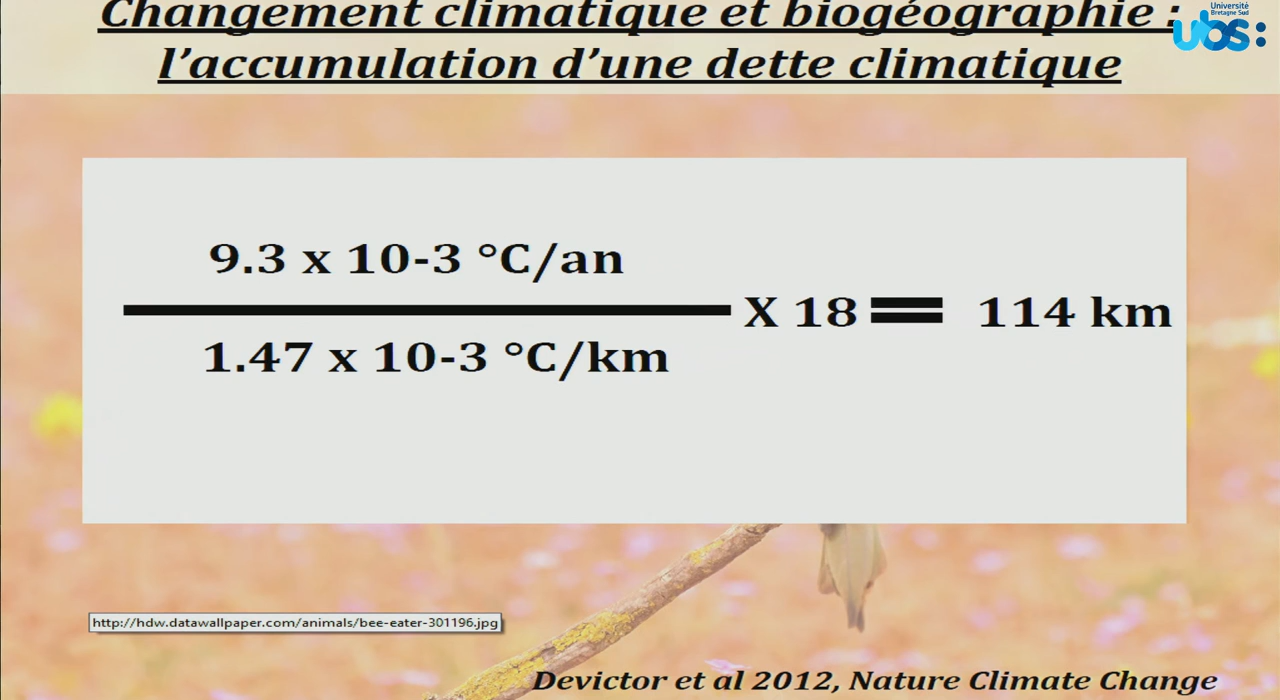 Changement climatique et biogéographie :
l’accumulation d’une dette climatique
Université
Bretagne Sud
ubs:
9.3 x 10-3 °C/an
X 18 = 114 km
1.47 x 10-3 °C/km
http://hdw.datawallpaper.com/animals/bee-eater-301196.jpg
Devictor et al 2012, Nature Climate Change